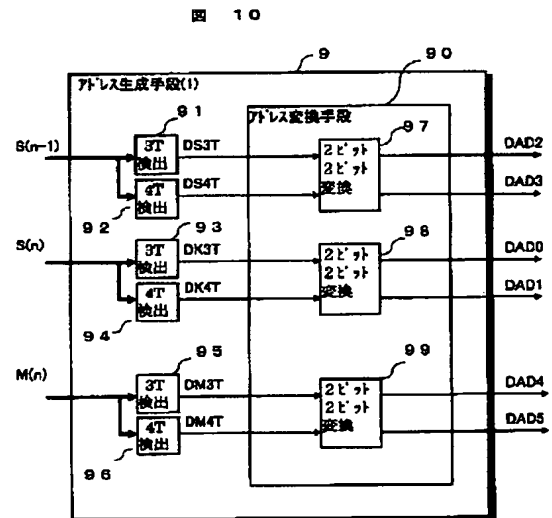 図 10
9
90
アドレス生成手段(1)
91
アドレス変換手段
97
S(n-1)
3T
検出
DS3T
2ビット
2ビット
変換
DAD2
4T
検出
DS4T
DAD3
92
93
98
S(n)
3T
検出
DK3T
2ビット
2ビット
変換
DAD0
4T
検出
DK4T
DAD1
94
95
99
M(n)
3T
検出
DM3T
2ビット
2ビット
変換
DAD4
4T
検出
DM4T
DAD5
96